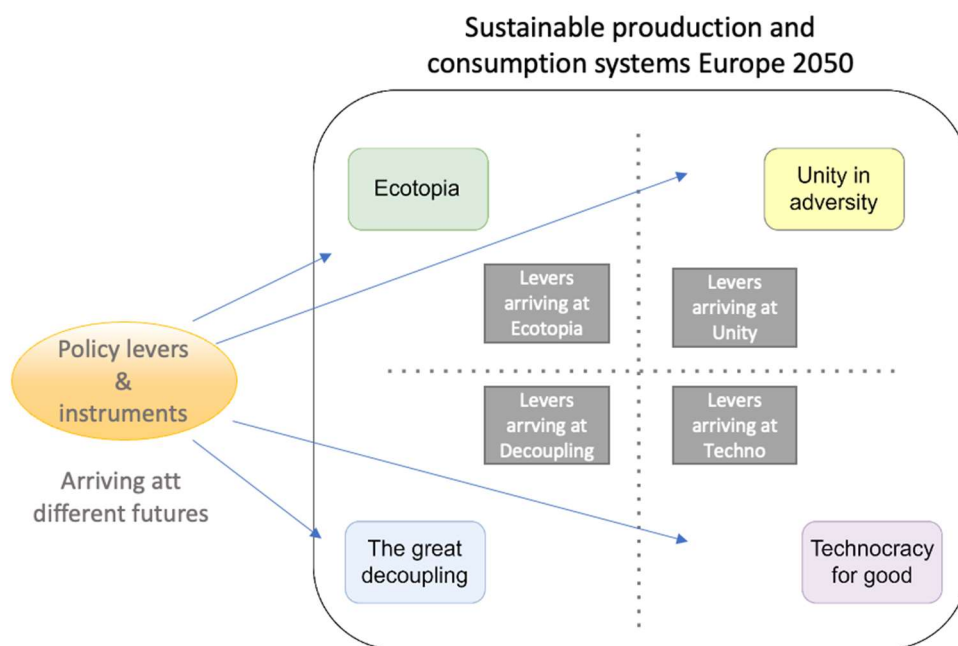 Sustainable prouduction and
consumption systems Europe 2050
Ecotopia
Unity in
adversity
Levers
arriving at
Ecotopia
Levers
arriving at
Unity
Policy levers
&
instruments
Levers
arrving at
Decoupling
Levers
arriving at
Techno
Arriving att
different futures
The great
decoupling
Technocracy
for good